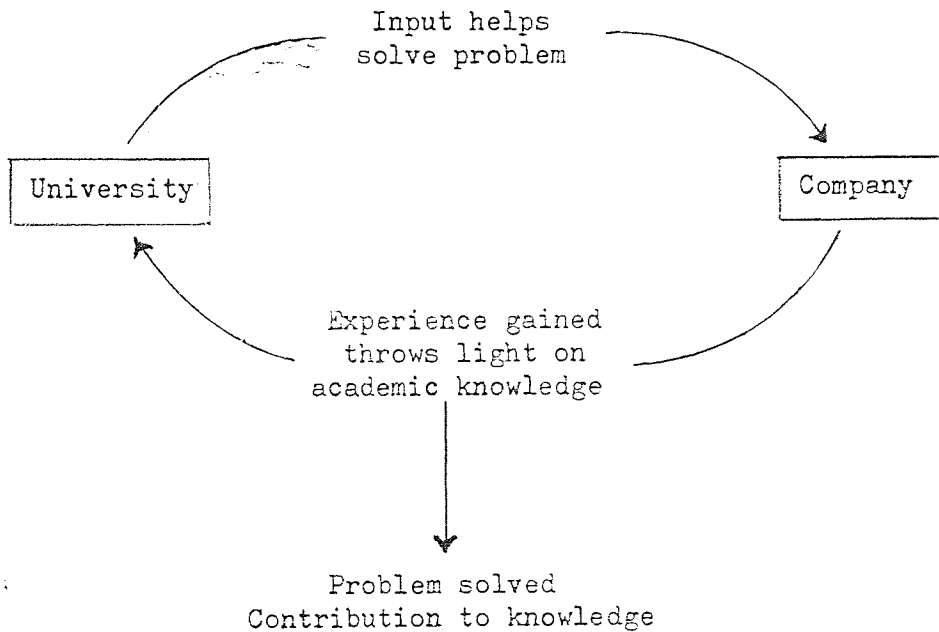 Input helps
solve problem
University
Company
Experience gained
throws light on
academic knowledge
Problem solved
Contribution to knowledge